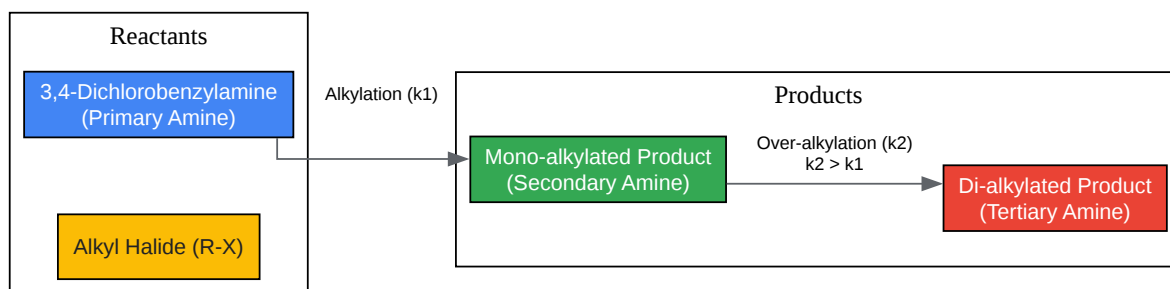 Reactants
3,4-Dichlorobenzylamine
(Primary Amine)
Alkyl Halide (R-X)
Alkylation (k1)
Products
Mono-alkylated Product
(Secondary Amine)
Over-alkylation (k2)
k2 > k1
Di-alkylated Product
(Tertiary Amine)